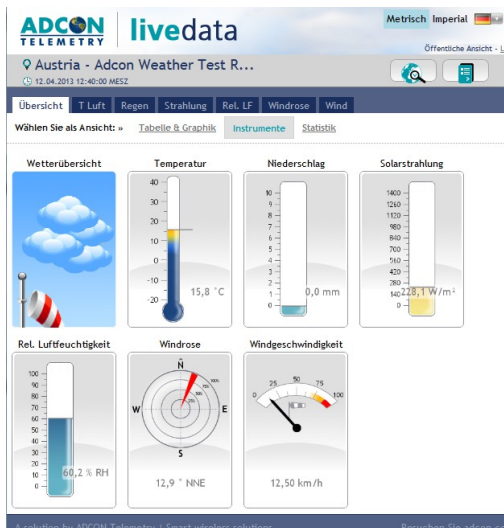 ADCON
TELEMETRY
livedata
Metrisch Imperial
Öffentliche Ansicht -
Austria - Adcon Weather Test R...
12.04.2013 12:40:00 MESZ
Übersicht T Luft Regen Strahlung Rel. LF Windrose Wind
Wählen Sie als Ansicht: » Tabelle & Graphik Instrumente Statistik
Wetterübersicht Temperatur Niederschlag Solarstrahlung
40
30
20
10
0
-10
-20
15,8 °C
10
9
8
7
6
5
4
3
2
1
0
0,0 mm
1400
1260
1120
980
840
700
560
420
280
140
0
228,1 W/m²
Rel. Luftfeuchtigkeit Windrose Windgeschwindigkeit
100
90
80
70
60
50
40
30
20
10
0
60,2 % RH
N
W E
S
12,9 ° NNE
0 25 50 75 100
12,50 km/h
A solution by ADCON Telemetry | Smart wireless solutions
Besuchen Sie adcon